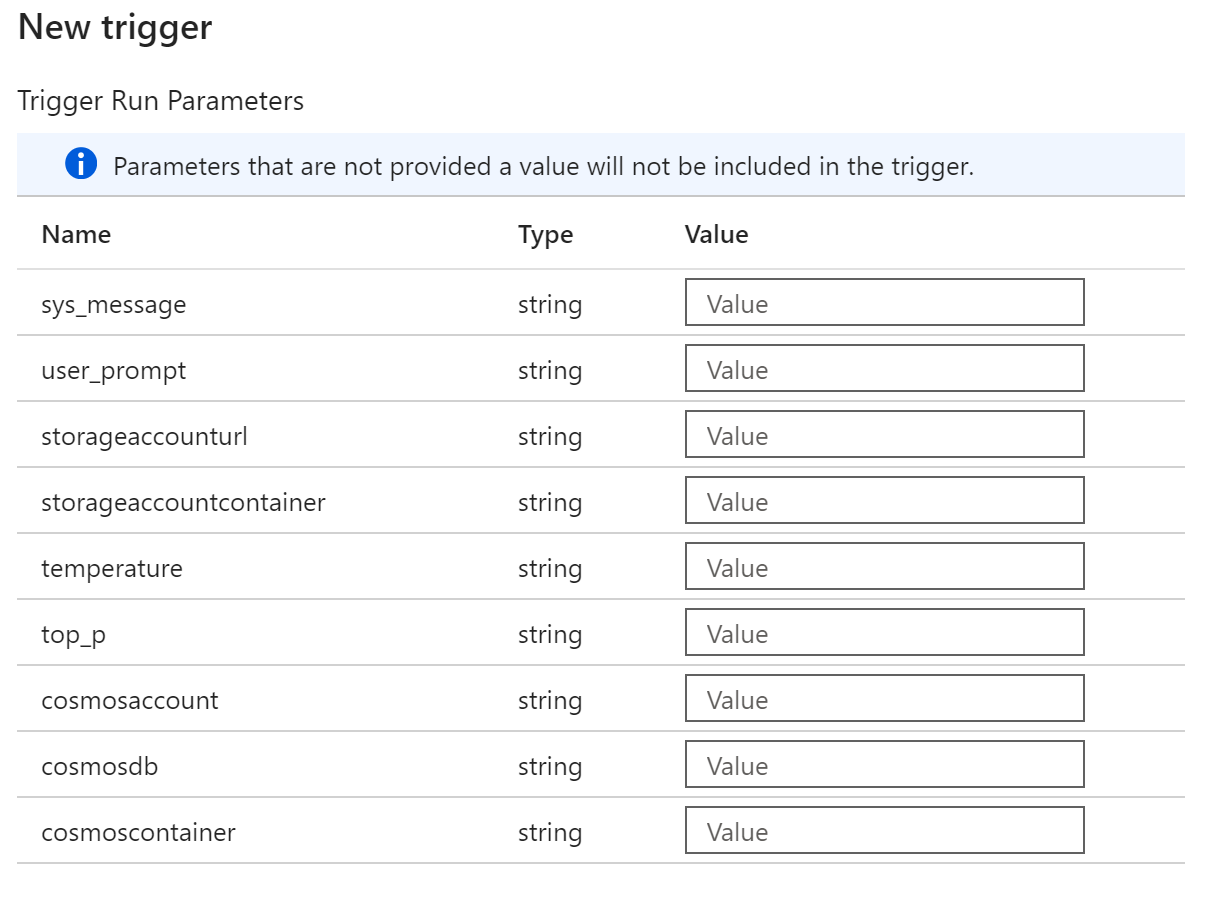 New trigger
Trigger Run Parameters
Parameters that are not provided a value will not be included in the trigger.
Name Type Value
sys_message string Value
user_prompt string Value
storageaccounturl string Value
storageaccountcontainer string Value
temperature string Value
top_p string Value
cosmosaccount string Value
cosmosdb string Value
cosmoscontainer string Value